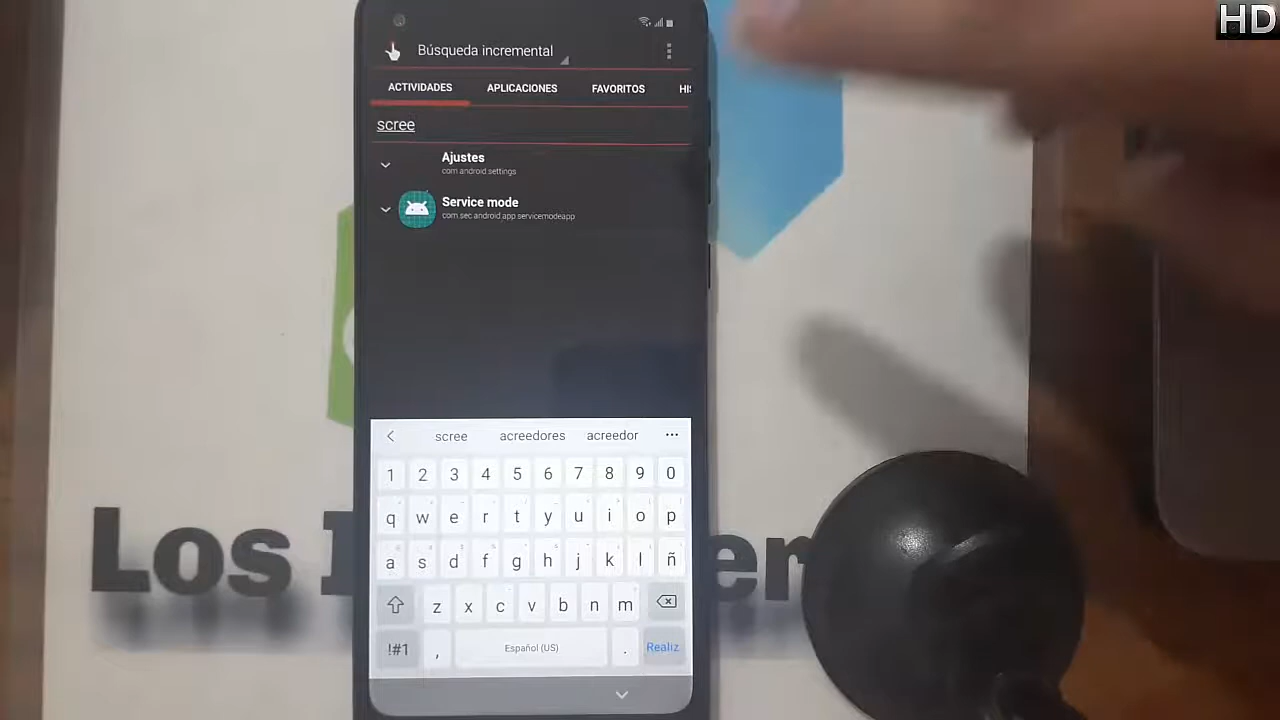 HD
Búsqueda incremental
ACTIVIDADES APLICACIONES FAVORITOS
scree
Ajustes
com android settings
Service mode
com.sec.android.app.servicemodeapp
scree acreedores acreedor
1 2 3 4 5 6 7 8 9 0
q w e r t y u i o p
a s d f g h j k l ñ
z x c v b n m
!#1 , Español (US) . Realiz
Los